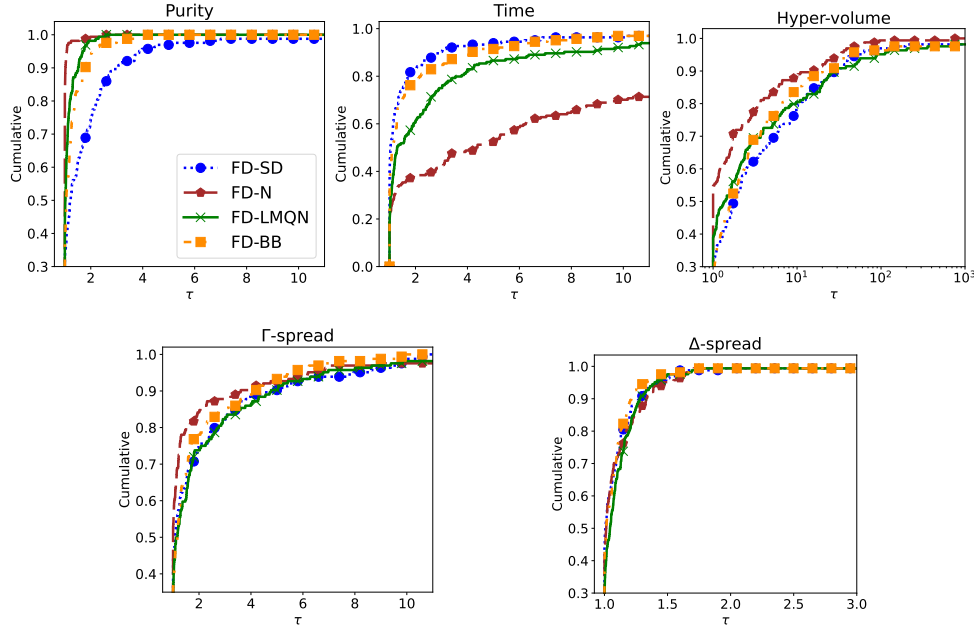 Purity
Cumulative
1.0
0.9
0.8
0.7
0.6
0.5
0.4
0.3
2 4 6 8 10
τ
FD-SD
FD-N
FD-LMQN
FD-BB
Time
Cumulative
1.0
0.8
0.6
0.4
0.2
0.0
2 4 6 8 10
τ
Hyper-volume
Cumulative
1.0
0.9
0.8
0.7
0.6
0.5
0.4
0.3
10⁰ 10¹ 10² 10³
τ
Γ-spread
Cumulative
1.0
0.9
0.8
0.7
0.6
0.5
0.4
2 4 6 8 10
τ
Δ-spread
Cumulative
1.0
0.9
0.8
0.7
0.6
0.5
0.4
0.3
1.0 1.5 2.0 2.5 3.0
τ